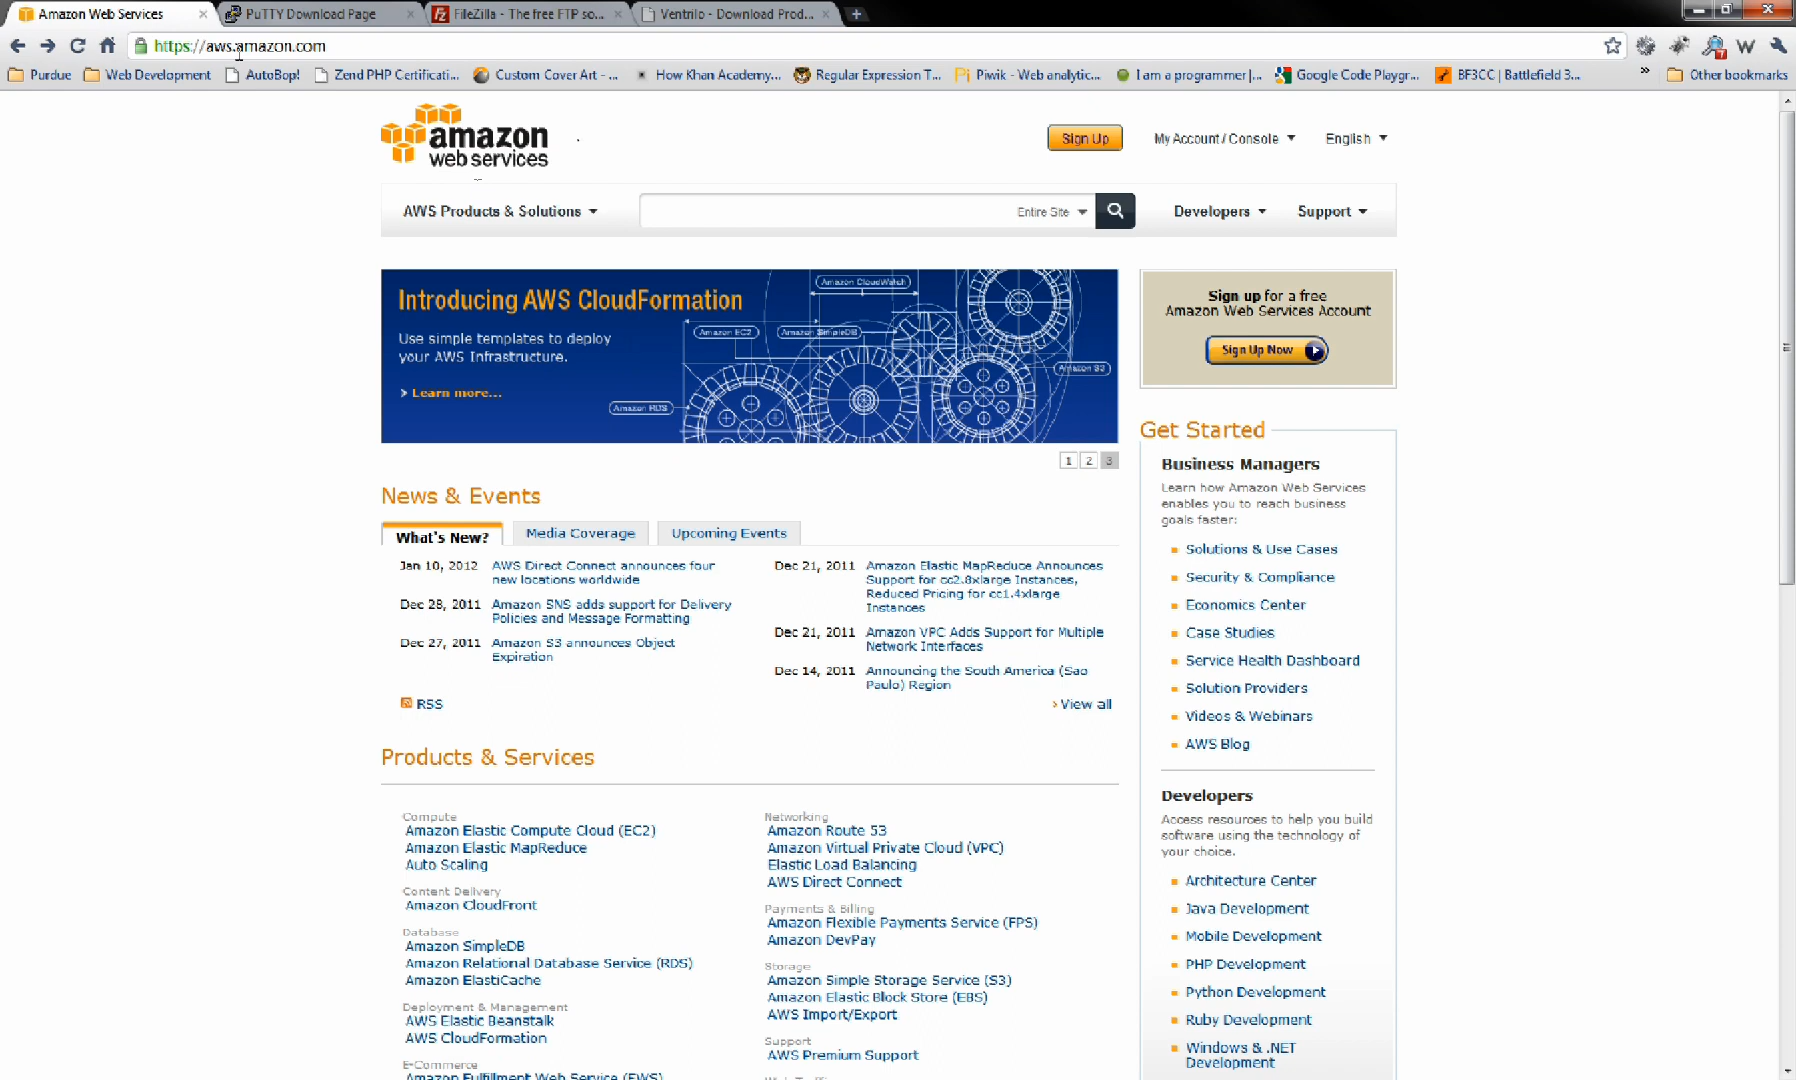 Amazon Web Services
PuTTY Download Page
FileZilla - The free FTP so...
Ventrilo - Download Prod...
https://aws.amazon.com
Purdue
Web Development
AutoBop!
Zend PHP Certificati...
Custom Cover Art - ...
How Khan Academy...
Regular Expression T...
Piwik - Web analytic...
I am a programmer |...
Google Code Playgr...
BF3CC | Battlefield 3...
»
Other bookmarks
amazon
web services
Sign Up
My Account / Console
English
AWS Products & Solutions
Entire Site
Developers
Support
Introducing AWS CloudFormation
Use simple templates to deploy
your AWS Infrastructure.
Learn more...
Amazon CloudWatch
Amazon EC2
Amazon SimpleDB
Amazon S3
Amazon RDS
1 2 3
Sign up for a free
Amazon Web Services Account
Sign Up Now
News & Events
What's New?
Media Coverage
Upcoming Events
Jan 10, 2012 AWS Direct Connect announces four
new locations worldwide
Dec 28, 2011 Amazon SNS adds support for Delivery
Policies and Message Formatting
Dec 27, 2011 Amazon S3 announces Object
Expiration
Dec 21, 2011 Amazon Elastic MapReduce Announces
Support for cc2.8xlarge Instances,
Reduced Pricing for cc1.4xlarge
Instances
Dec 21, 2011 Amazon VPC Adds Support for Multiple
Network Interfaces
Dec 14, 2011 Announcing the South America (Sao
Paulo) Region
RSS
View all
Products & Services
Compute
Amazon Elastic Compute Cloud (EC2)
Amazon Elastic MapReduce
Auto Scaling
Content Delivery
Amazon CloudFront
Database
Amazon SimpleDB
Amazon Relational Database Service (RDS)
Amazon ElastiCache
Deployment & Management
AWS Elastic Beanstalk
AWS CloudFormation
E-Commerce
Amazon Fulfillment Web Service (FWS)
Networking
Amazon Route 53
Amazon Virtual Private Cloud (VPC)
Elastic Load Balancing
AWS Direct Connect
Payments & Billing
Amazon Flexible Payments Service (FPS)
Amazon DevPay
Storage
Amazon Simple Storage Service (S3)
Amazon Elastic Block Store (EBS)
AWS Import/Export
Support
AWS Premium Support
Get Started
Business Managers
Learn how Amazon Web Services
enables you to reach business
goals faster:
Solutions & Use Cases
Security & Compliance
Economics Center
Case Studies
Service Health Dashboard
Solution Providers
Videos & Webinars
AWS Blog
Developers
Access resources to help you build
software using the technology of
your choice.
Architecture Center
Java Development
Mobile Development
PHP Development
Python Development
Ruby Development
Windows & .NET
Development